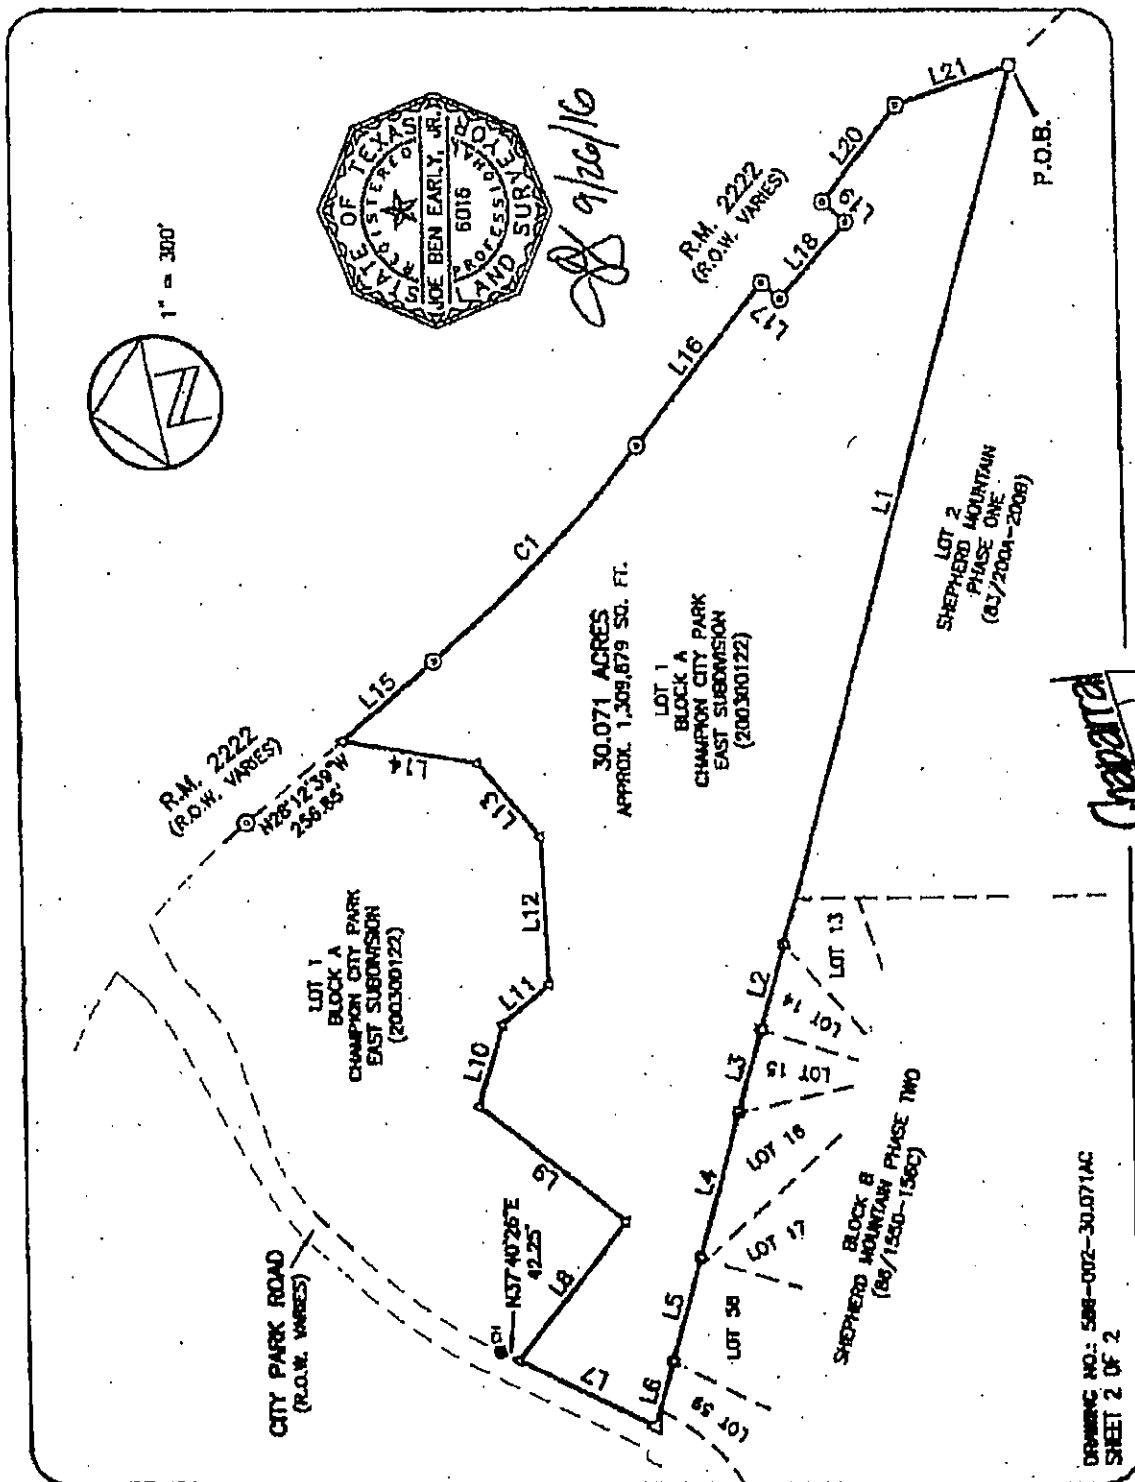 1" = 300'
N
STATE OF TEXAS
REGISTERED
JOE BEN EARLY, JR.
6016
PROFESSIONAL
LAND SURVEYOR
9/26/16
R.M. 2222
(R.O.W. VARIES)
N28°12'39"W
256.85'
R.M. 2222
(R.O.W. VARIES)
L15
C1
L16
L17
L18
L19
L20
L21
P.O.B.
L14
L13
L12
L11
L10
L9
L8
L7
LOT 1
BLOCK A
CHAMPION CITY PARK
EAST SUBDIVISION
(200300122)
CITY PARK ROAD
(R.O.W. VARIES)
CH
N37°40'26"E
42.25'
30.071 ACRES
APPROX. 1,309,879 SQ. FT.
LOT 1
BLOCK A
CHAMPION CITY PARK
EAST SUBDIVISION
(200300122)
L1
L2
L3
L4
L5
L6
LOT 2
SHEPHERD MOUNTAIN
PHASE ONE
(83/200A-200B)
LOT 13
LOT 14
LOT 15
LOT 16
LOT 17
LOT 58
LOT 59
BLOCK B
SHEPHERD MOUNTAIN PHASE TWO
(86/155D-156C)
DRAWING NO.: 588-002-30.071AC
SHEET 2 OF 2
Chaparral